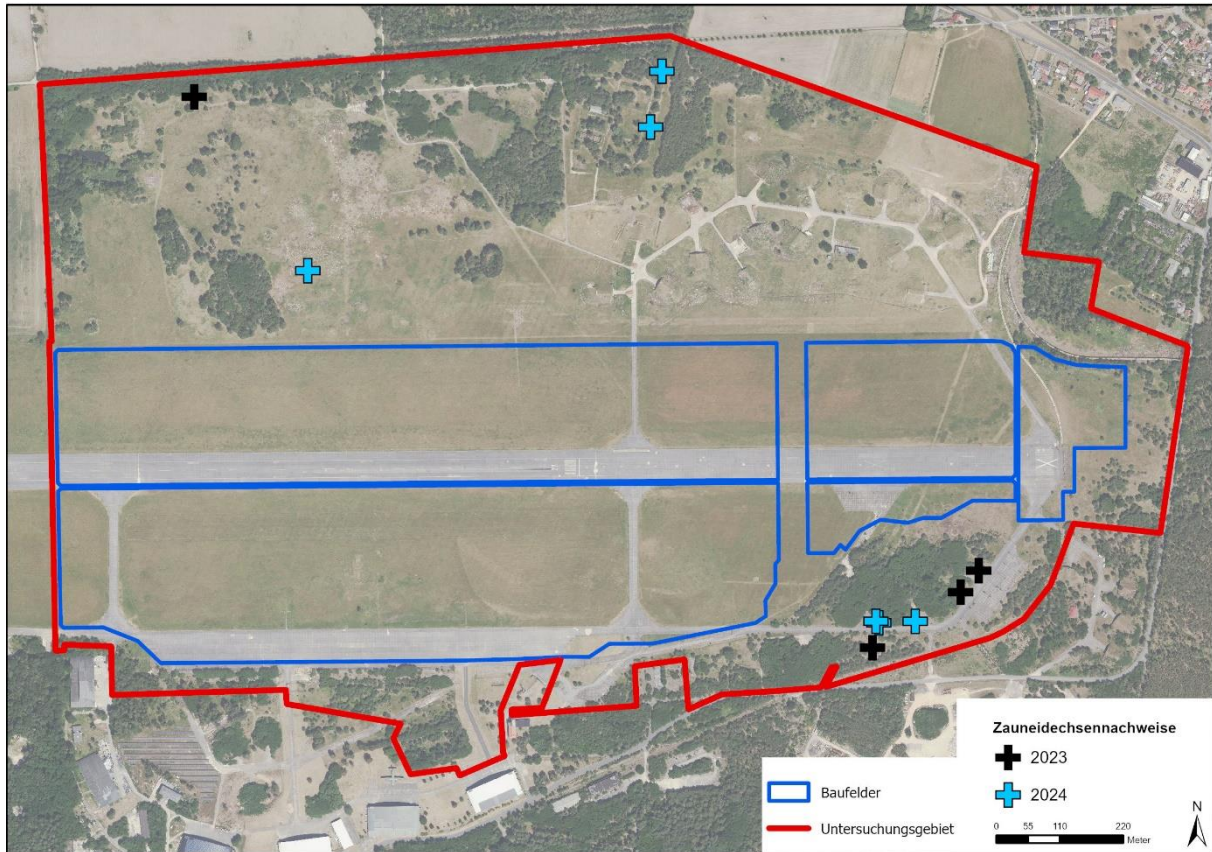 Zauneidechsennachweise
2023
2024
Baufelder
Untersuchungsgebiet
0 55 110 220
Meter
N